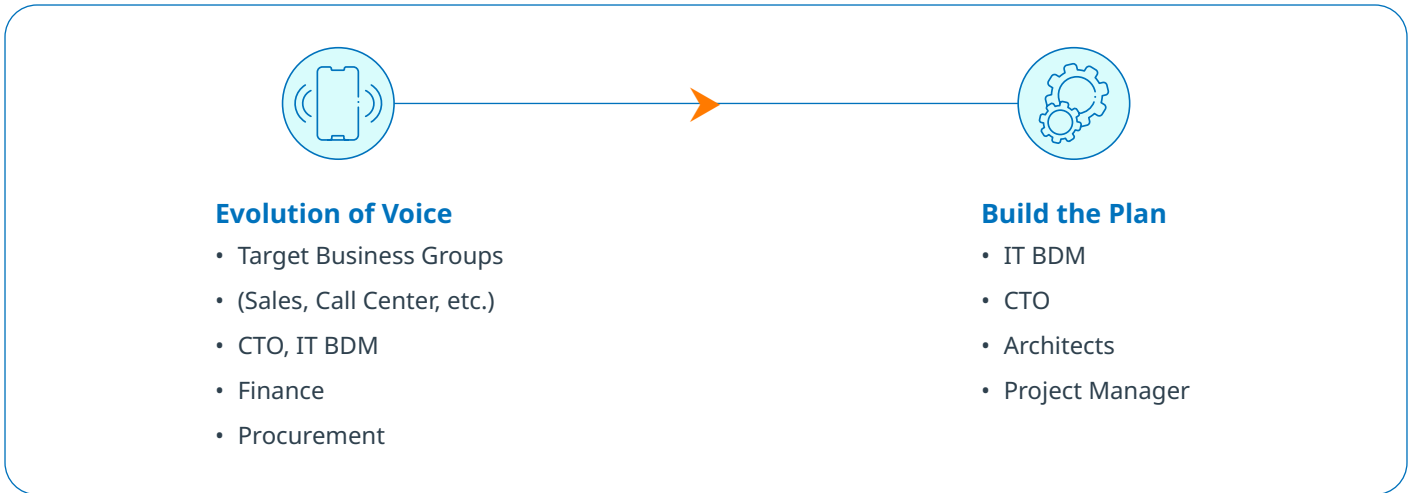 Evolution of Voice
• Target Business Groups
• (Sales, Call Center, etc.)
• CTO, IT BDM
• Finance
• Procurement
Build the Plan
• IT BDM
• CTO
• Architects
• Project Manager